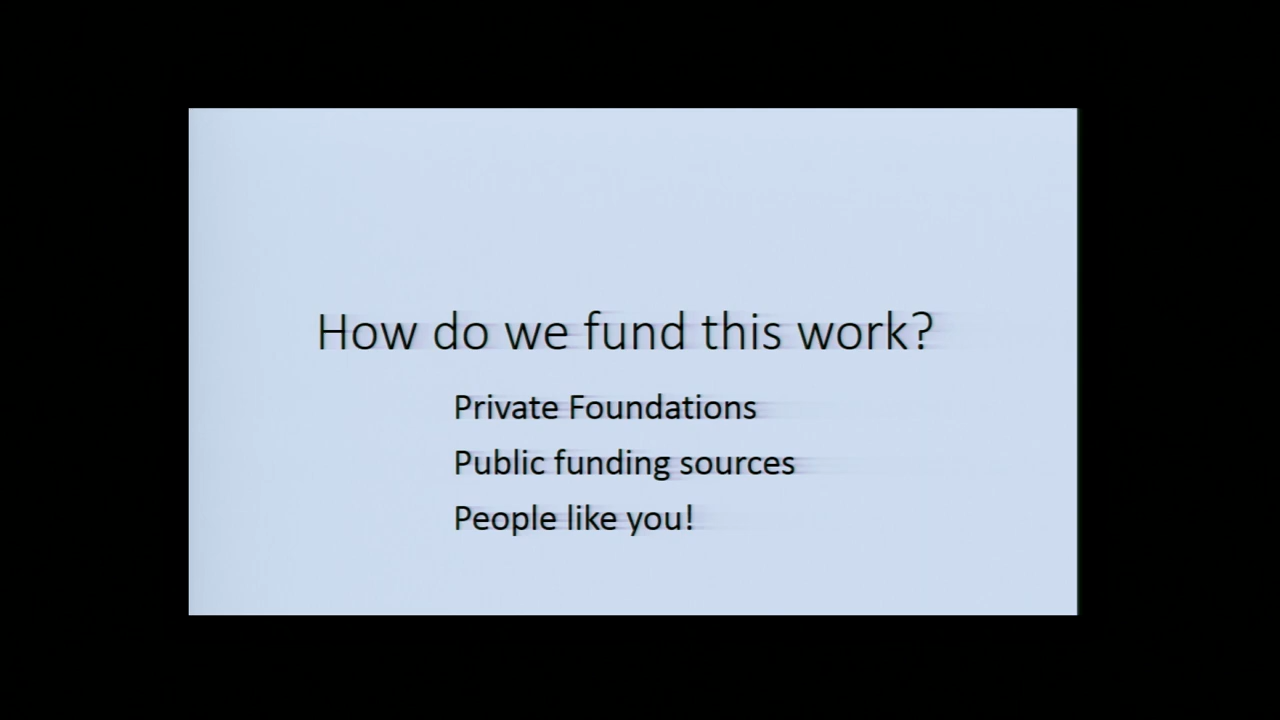 How do we fund this work?
Private Foundations
Public funding sources
People like you!